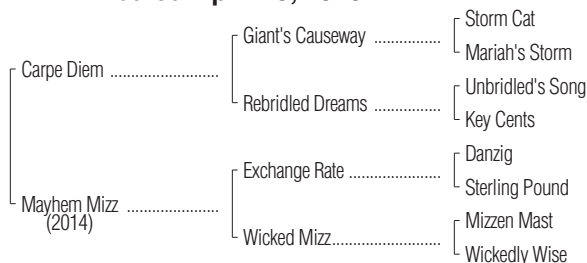 Storm Cat
Giant's Causeway ................
Mariah's Storm
Carpe Diem ..........................
Unbridled's Song
Rebridled Dreams ................
Key Cents
Danzig
Exchange Rate ......................
Sterling Pound
Mayhem Mizz ......................
(2014)
Mizzen Mast
Wicked Mizz..........................
Wickedly Wise